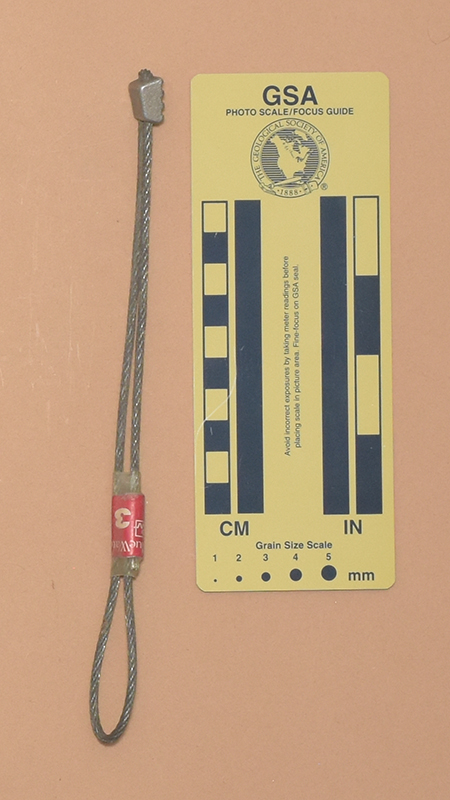 GSA
PHOTO SCALE/FOCUS GUIDE
THE GEOLOGICAL SOCIETY OF AMERICA
1888
®
Avoid incorrect exposures by taking meter readings before
placing scale in picture area. Fine-focus on GSA seal.
CM
IN
Grain Size Scale
1 2 3 4 5
mm
3